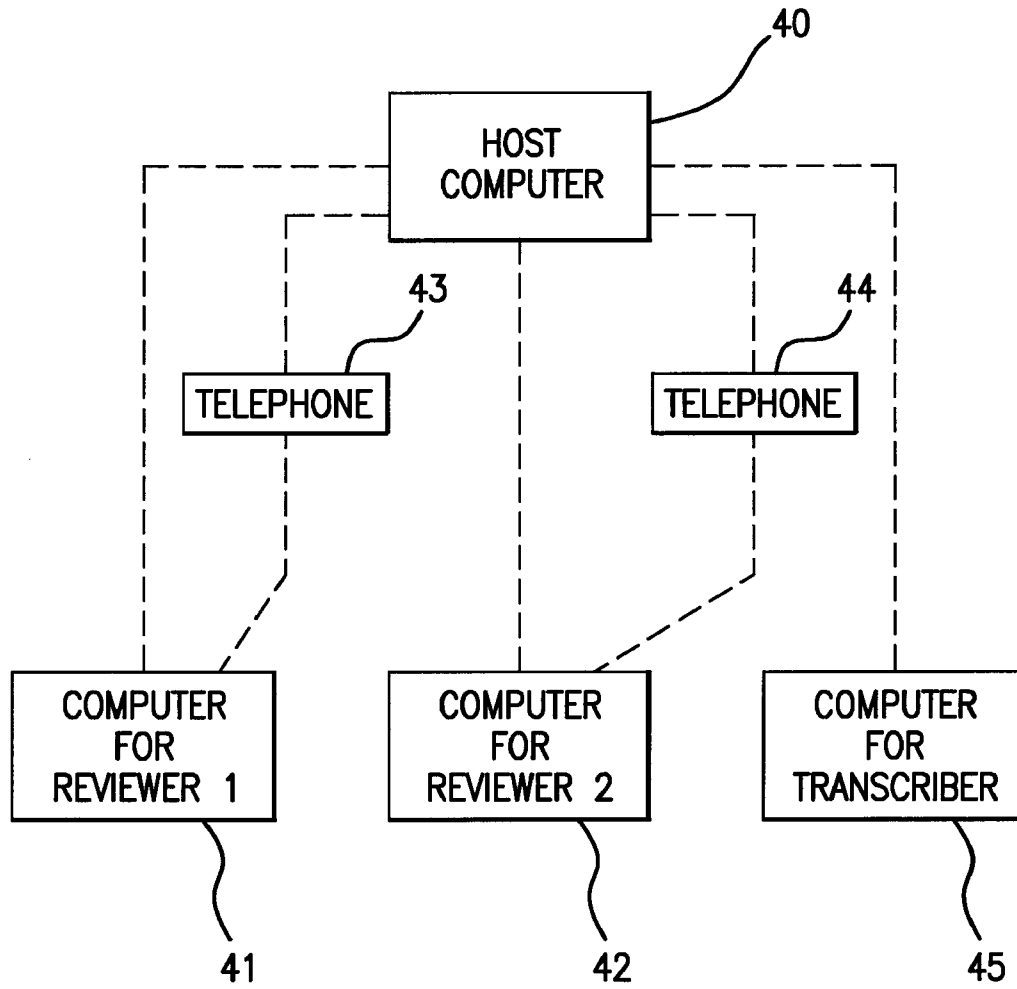 40
HOST
COMPUTER
43
44
TELEPHONE
TELEPHONE
COMPUTER
FOR
REVIEWER 1
COMPUTER
FOR
REVIEWER 2
COMPUTER
FOR
TRANSCRIBER
41
42
45